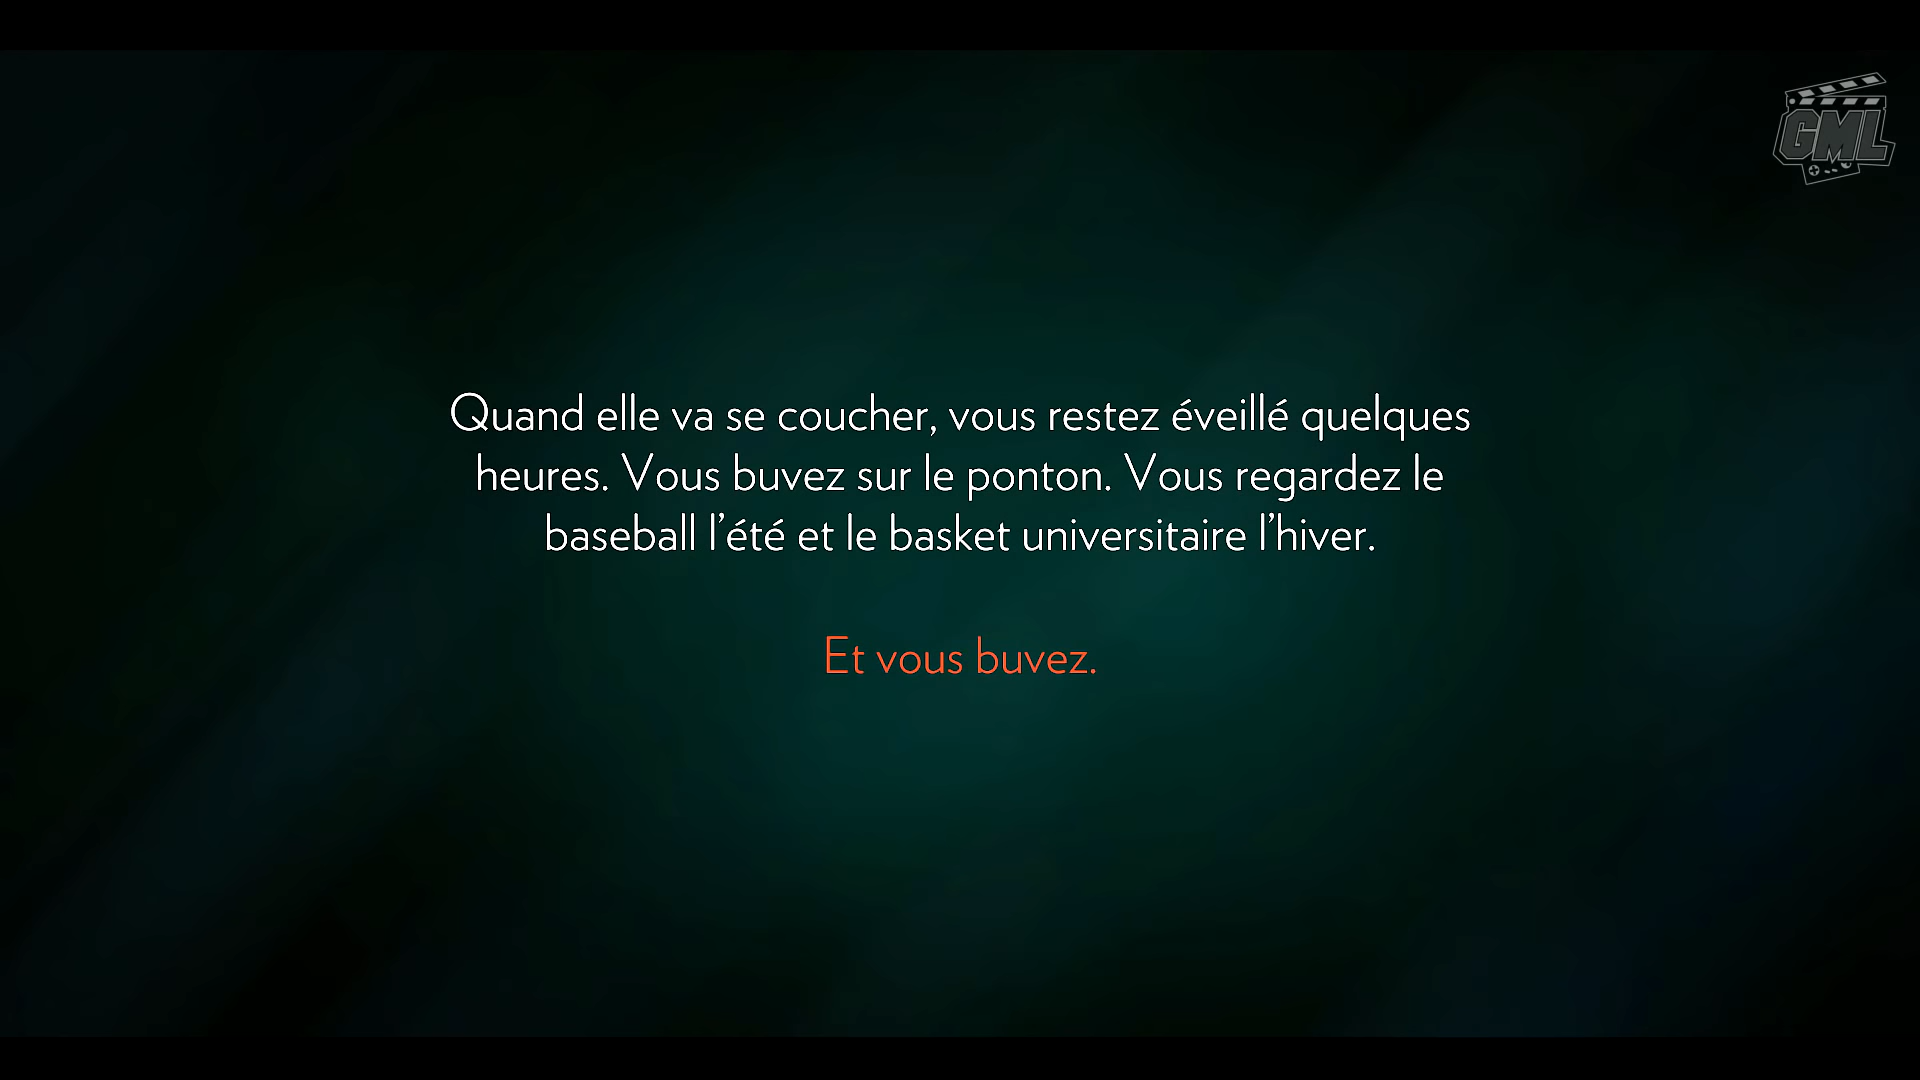 GML
Quand elle va se coucher, vous restez éveillé quelques
heures. Vous buvez sur le ponton. Vous regardez le
baseball l’été et le basket universitaire l’hiver.
Et vous buvez.